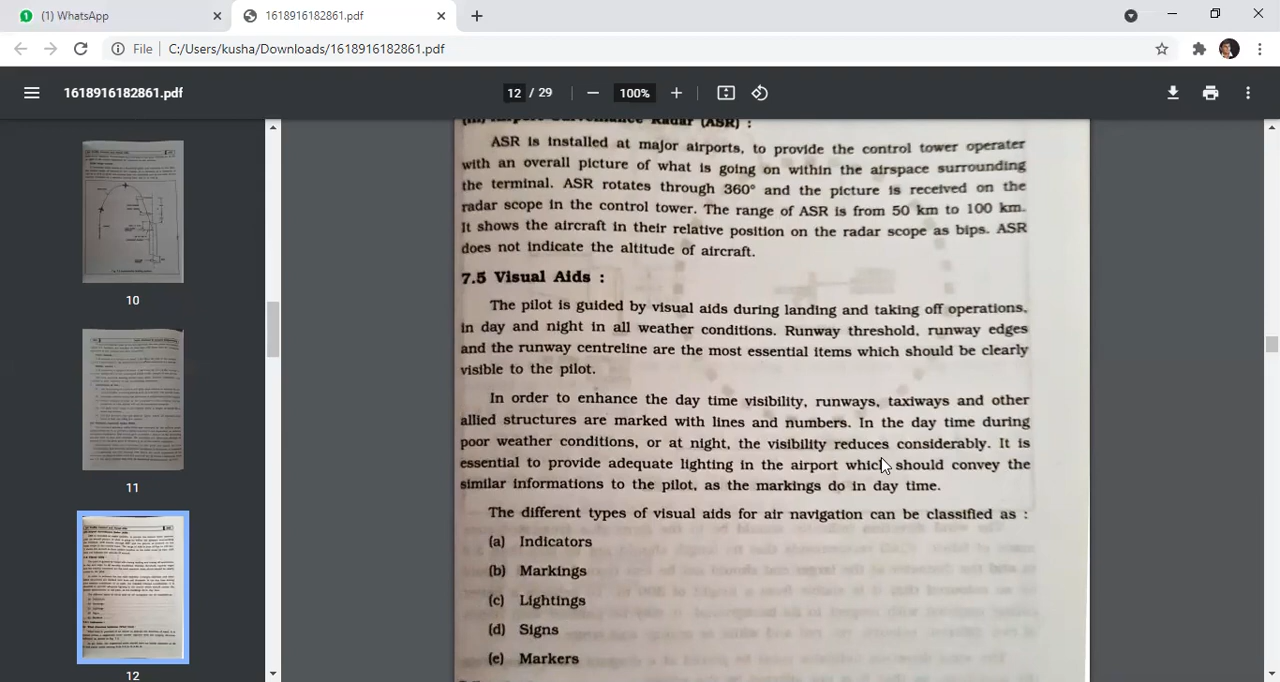 (1) WhatsApp
1618916182861.pdf
File
C:/Users/kusha/Downloads/1618916182861.pdf
1618916182861.pdf
12 / 29
100%
Radar (ASR) :
ASR is installed at major airports, to provide the control tower operater
with an overall picture of what is going on within the airspace surrounding
the terminal. ASR rotates through 360° and the picture is received on the
radar scope in the control tower. The range of ASR is from 50 km to 100 km.
It shows the aircraft in their relative position on the radar scope as bips. ASR
does not indicate the altitude of aircraft.
7.5 Visual Aids :
The pilot is guided by visual aids during landing and taking off operations,
in day and night in all weather conditions. Runway threshold, runway edges
and the runway centreline are the most essential items which should be clearly
visible to the pilot.
In order to enhance the day time visibility, runways, taxiways and other
allied structures are marked with lines and numbers. In the day time during
poor weather conditions, or at night, the visibility reduces considerably. It is
essential to provide adequate lighting in the airport which should convey the
similar informations to the pilot, as the markings do in day time.
The different types of visual aids for air navigation can be classified as :
(a) Indicators
(b) Markings
(c) Lightings
(d) Signs
(e) Markers
10
11
12